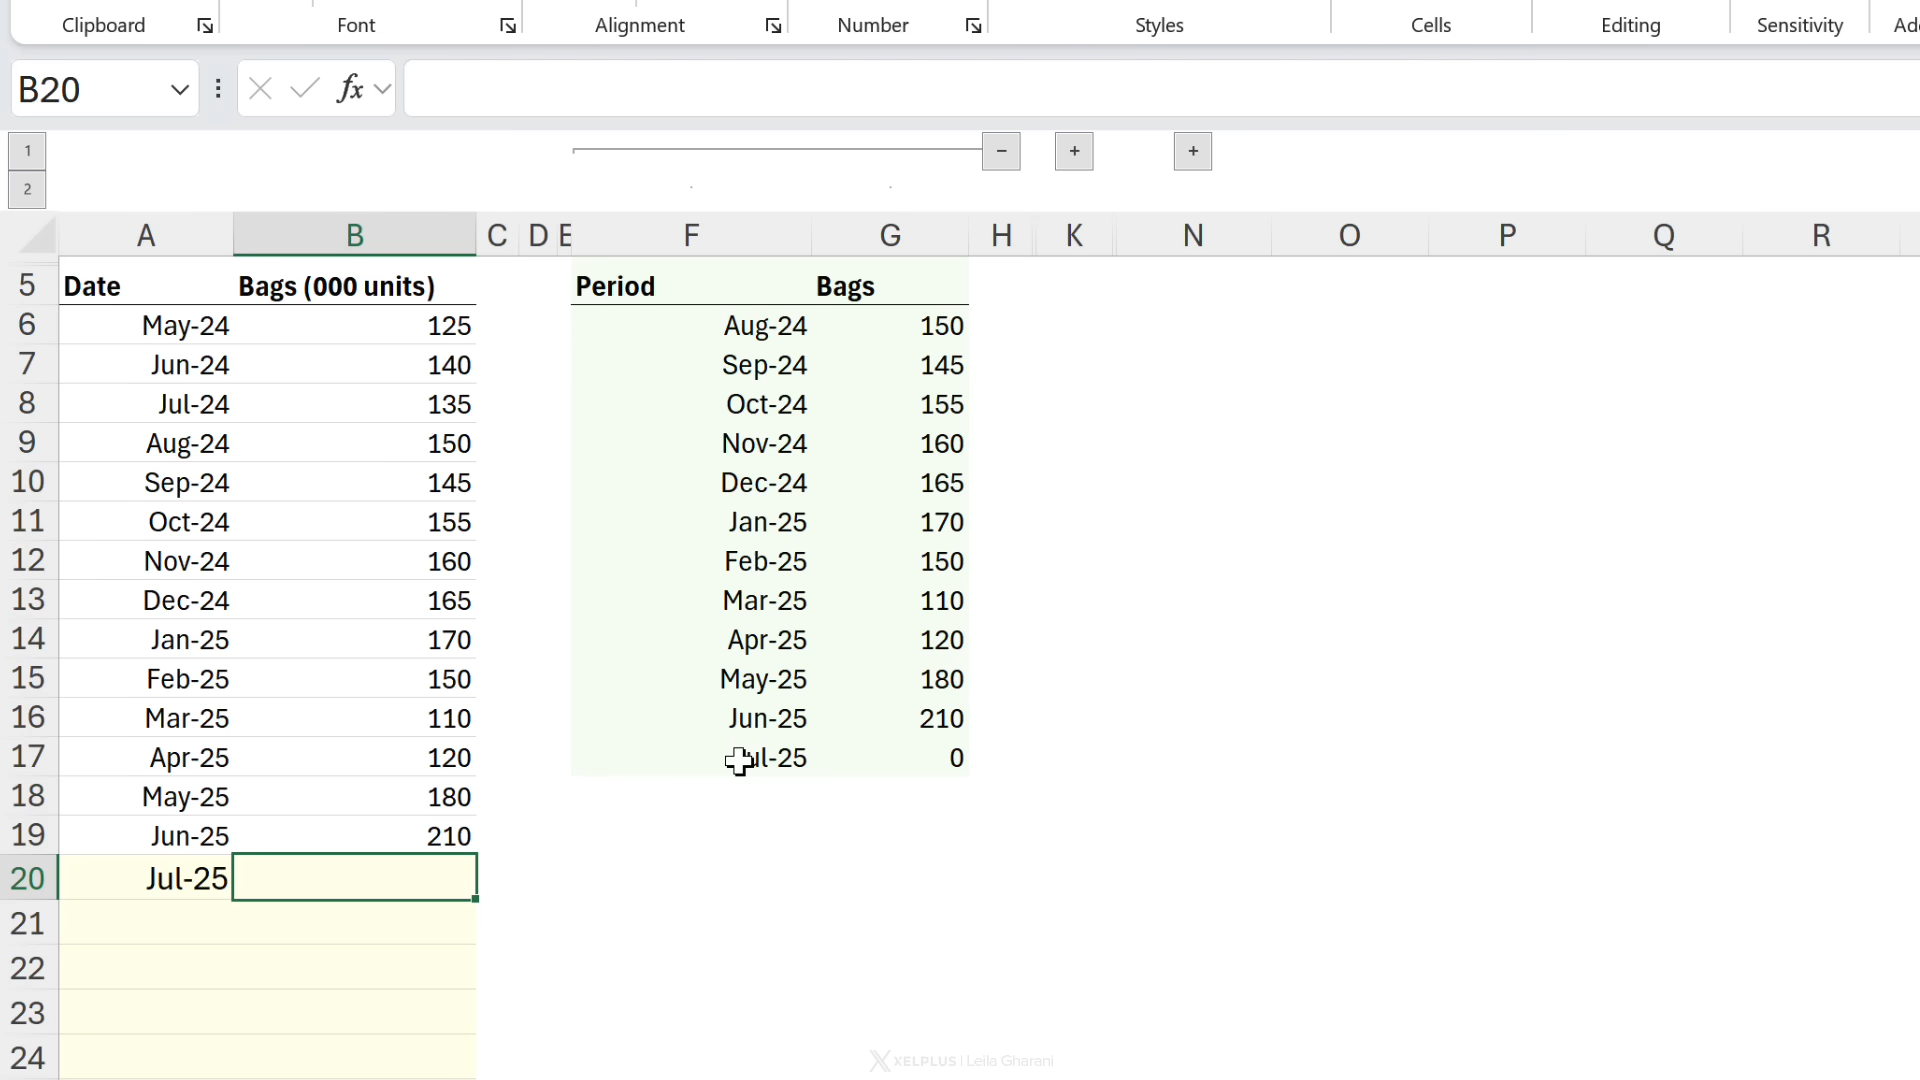 Clipboard Font Alignment Number Styles Cells Editing Sensitivity
B20 fx
1 − + +
2
A B C D E F G H K N O P Q R
5 Date Bags (000 units) Period Bags
6 May-24 125 Aug-24 150
7 Jun-24 140 Sep-24 145
8 Jul-24 135 Oct-24 155
9 Aug-24 150 Nov-24 160
10 Sep-24 145 Dec-24 165
11 Oct-24 155 Jan-25 170
12 Nov-24 160 Feb-25 150
13 Dec-24 165 Mar-25 110
14 Jan-25 170 Apr-25 120
15 Feb-25 150 May-25 180
16 Mar-25 110 Jun-25 210
17 Apr-25 120 Jul-25 0
18 May-25 180
19 Jun-25 210
20 Jul-25
21
22
23
24
XELPLUS | Leila Gharani